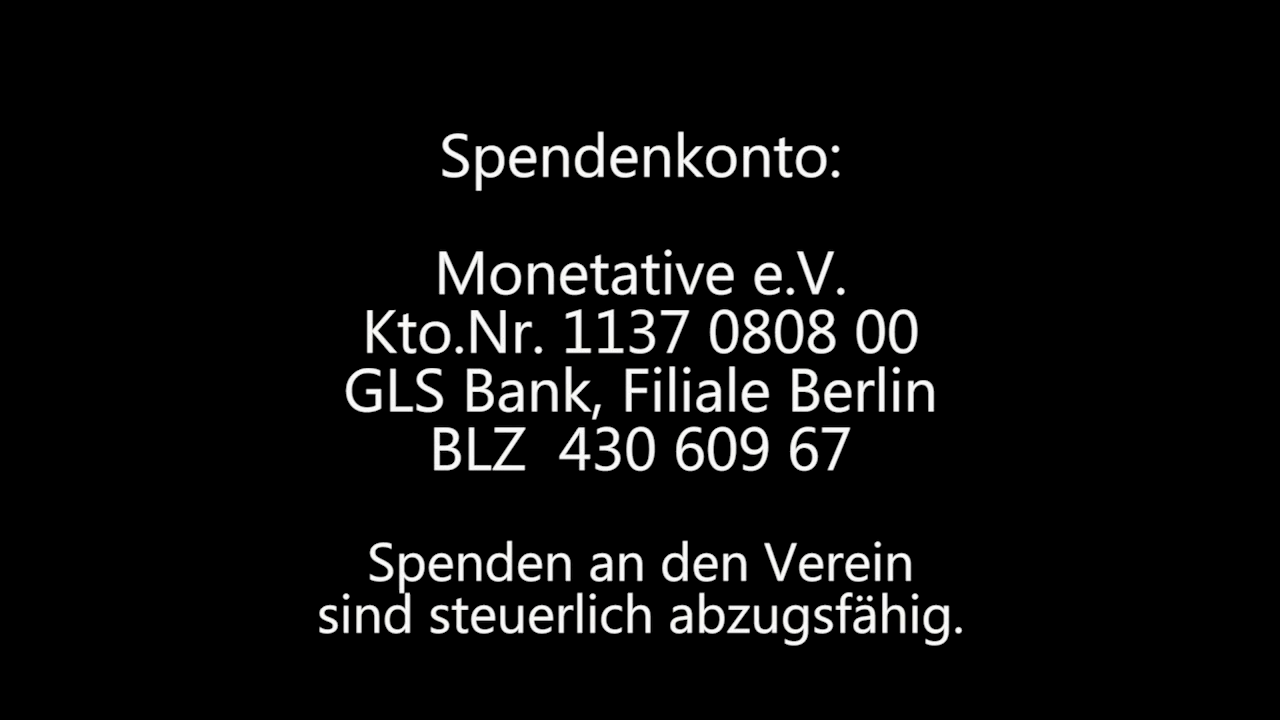 Spendenkonto:
Monetative e.V.
Kto.Nr. 1137 0808 00
GLS Bank, Filiale Berlin
BLZ  430 609 67
Spenden an den Verein
sind steuerlich abzugsfähig.